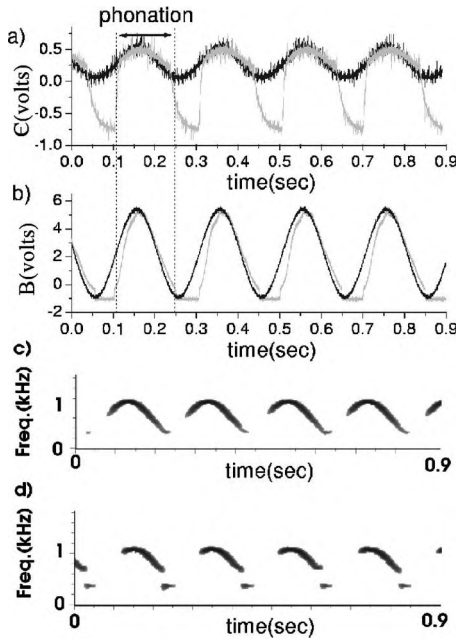 phonation
a)
Є(volts)
0.5
0.0
-0.5
-1.0
0.0 0.1 0.2 0.3 0.4 0.5 0.6 0.7 0.8 0.9
time(sec)
b)
B(volts)
6
4
2
0
-2
0.0 0.1 0.2 0.3 0.4 0.5 0.6 0.7 0.8 0.9
time(sec)
c)
Freq.(kHz)
1
0
0 0.9
time(sec)
d)
Freq.(kHz)
1
0
0 0.9
time(sec)